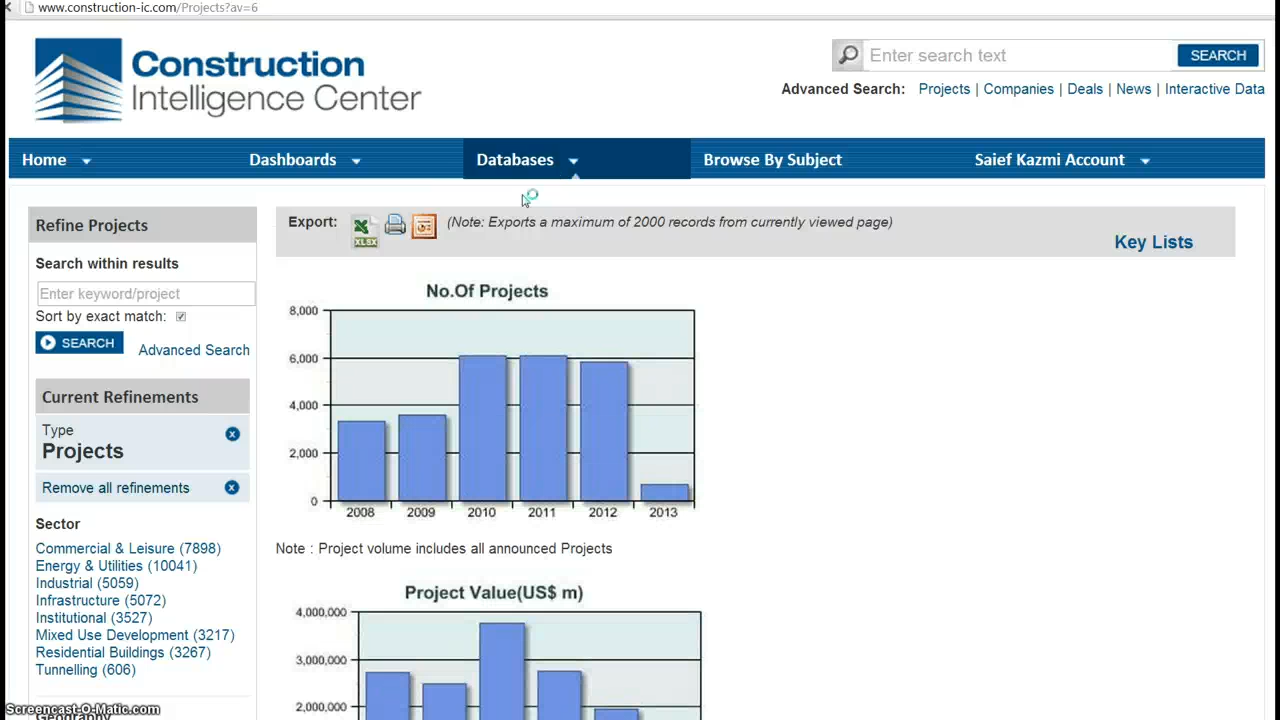 www.construction-ic.com/Projects?av=6
Construction
Intelligence Center
Enter search text
SEARCH
Advanced Search: Projects | Companies | Deals | News | Interactive Data
Home
Dashboards
Databases
Browse By Subject
Saief Kazmi Account
Refine Projects
Search within results
Enter keyword/project
Sort by exact match:
SEARCH
Advanced Search
Current Refinements
Type
Projects
Remove all refinements
Sector
Commercial & Leisure (7898)
Energy & Utilities (10041)
Industrial (5059)
Infrastructure (5072)
Institutional (3527)
Mixed Use Development (3217)
Residential Buildings (3267)
Tunnelling (606)
Geography
Screencast-O-Matic.com
Export:
XLSX
(Note: Exports a maximum of 2000 records from currently viewed page)
Key Lists
No.Of Projects
8,000
6,000
4,000
2,000
0
2008 2009 2010 2011 2012 2013
Note : Project volume includes all announced Projects
Project Value(US$ m)
4,000,000
3,000,000
2,000,000